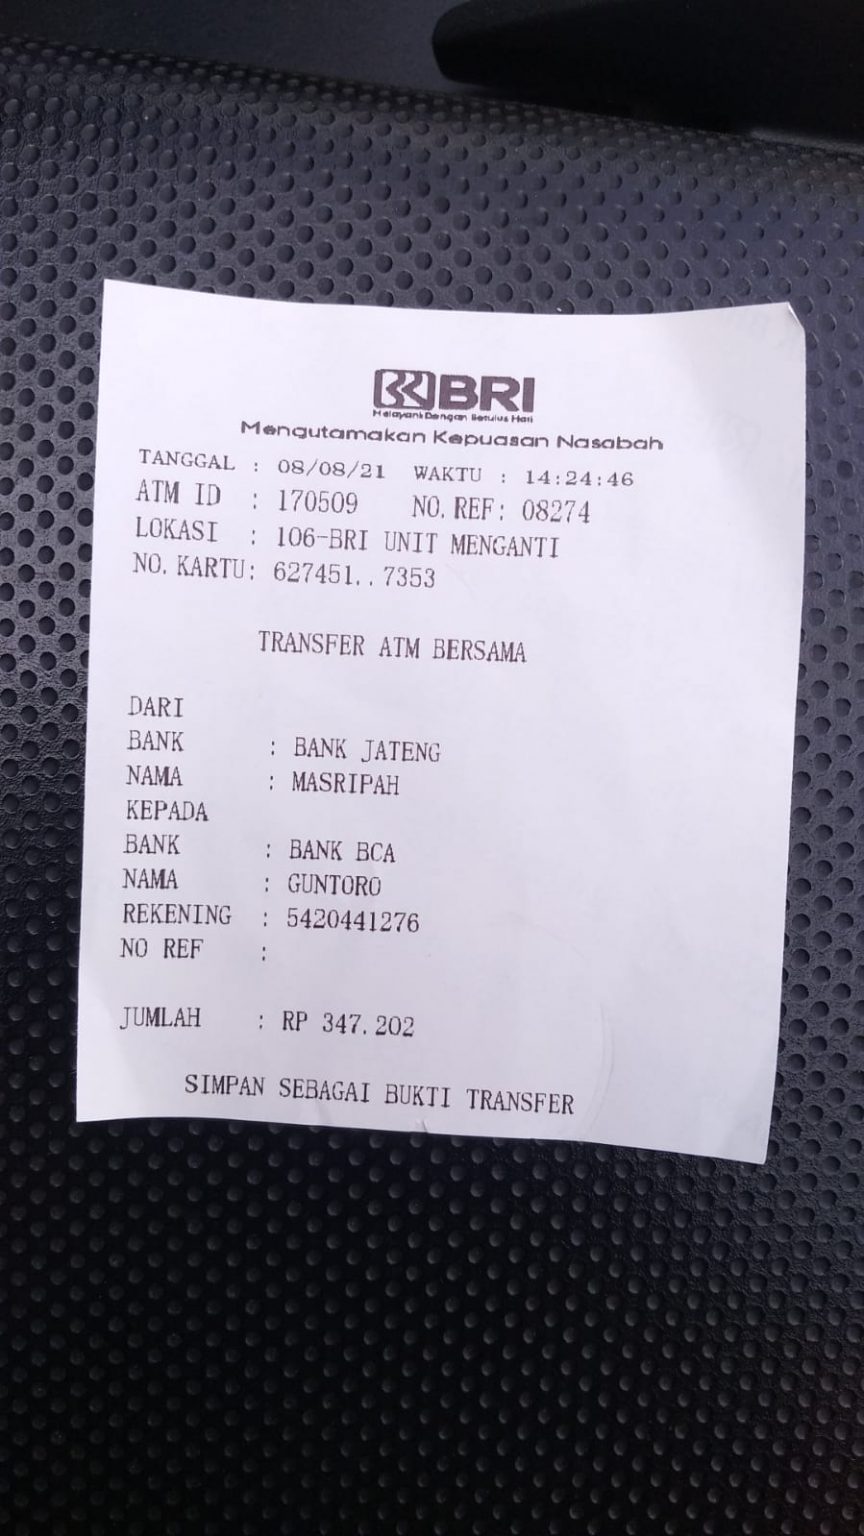 BRI
Melayani Dengan Setulus Hati
Mengutamakan Kepuasan Nasabah
TANGGAL : 08/08/21 WAKTU : 14:24:46
ATM ID : 170509 NO. REF: 08274
LOKASI : 106-BRI UNIT MENGANTI
NO. KARTU: 627451..7353
TRANSFER ATM BERSAMA
DARI
BANK : BANK JATENG
NAMA : MASRIPAH
KEPADA
BANK : BANK BCA
NAMA : GUNTORO
REKENING : 5420441276
NO REF :
JUMLAH : RP 347.202
SIMPAN SEBAGAI BUKTI TRANSFER